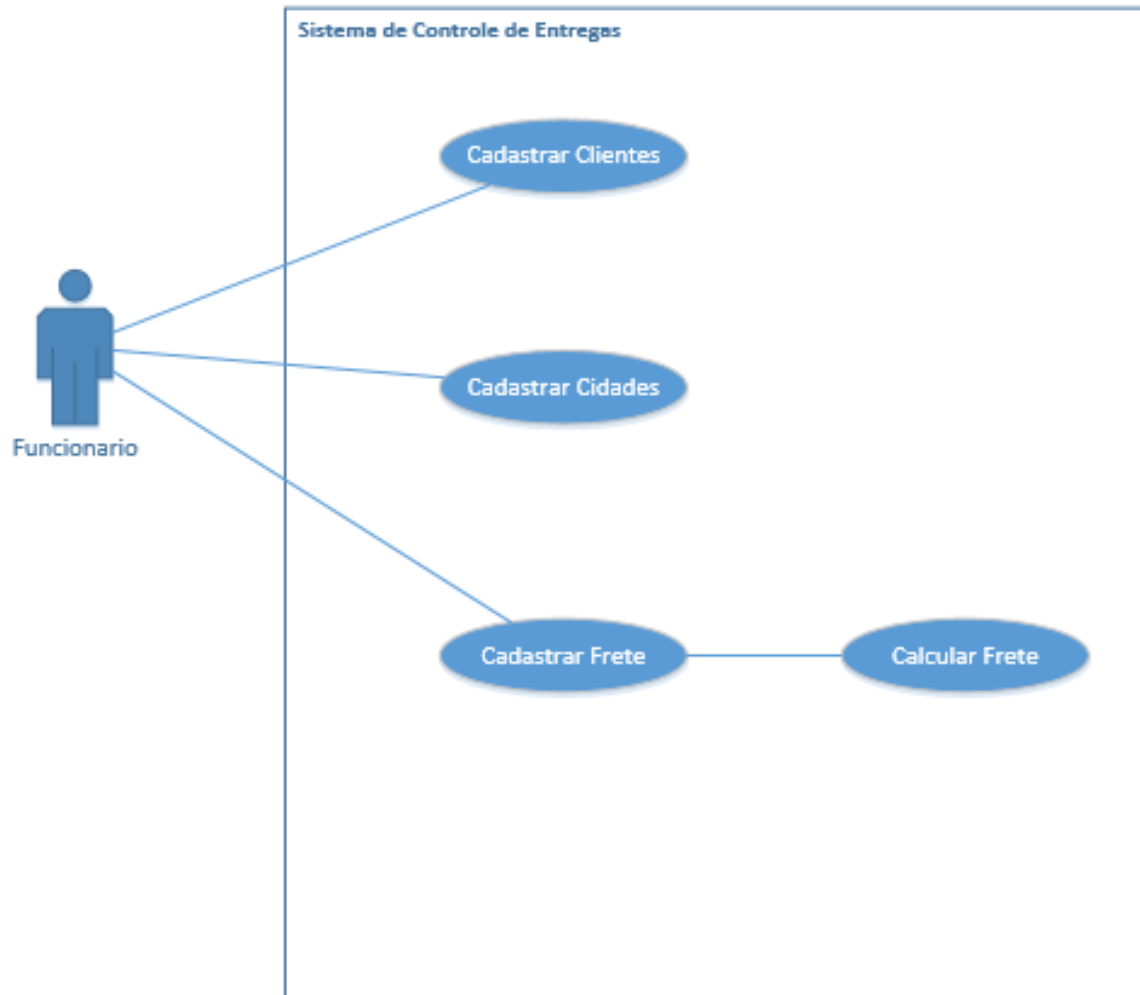 Sistema de Controle de Entregas
Cadastrar Clientes
Cadastrar Cidades
Funcionario
Cadastrar Frete
Calcular Frete